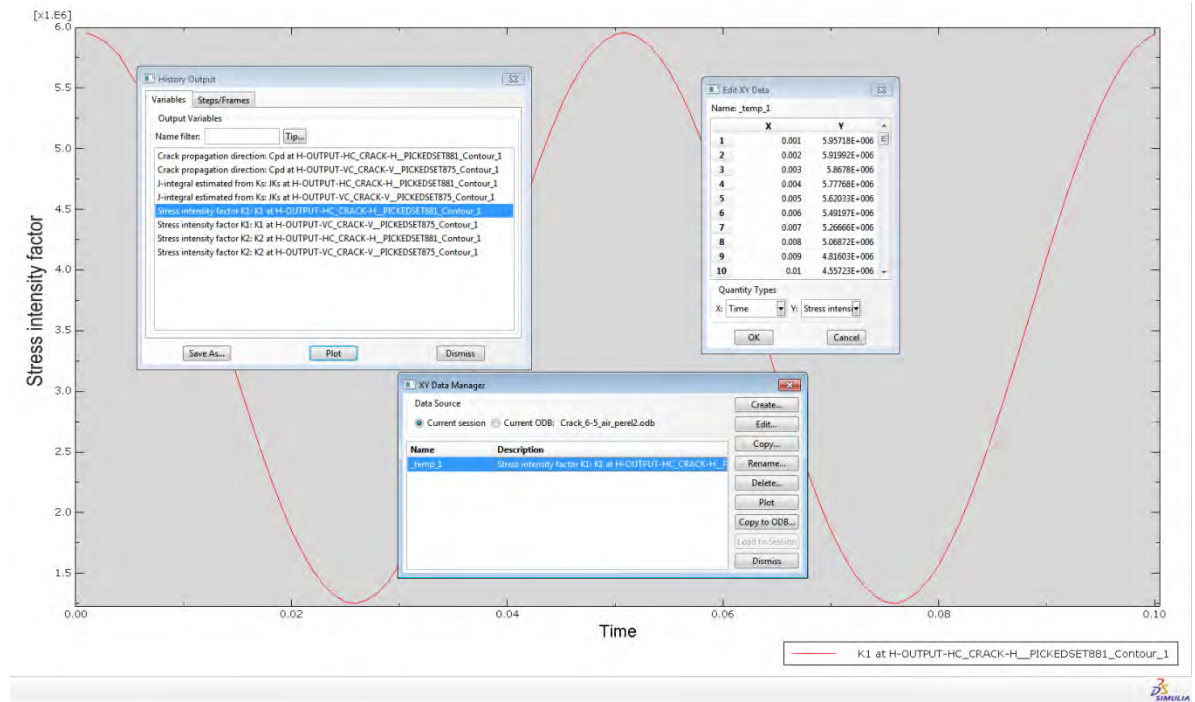 [x1.E6]
6.0
5.5
5.0
4.5
4.0
3.5
3.0
2.5
2.0
1.5
Stress intensity factor
0.00
0.02
0.04
0.06
0.08
0.10
Time
History Output
Variables Steps/Frames
Output Variables
Name filter: Tip...
Crack propagation direction: Cpd at H-OUTPUT-HC_CRACK-H__PICKEDSET881_Contour_1
Crack propagation direction: Cpd at H-OUTPUT-VC_CRACK-V__PICKEDSET875_Contour_1
J-integral estimated from Ks: JKs at H-OUTPUT-HC_CRACK-H__PICKEDSET881_Contour_1
J-integral estimated from Ks: JKs at H-OUTPUT-VC_CRACK-V__PICKEDSET875_Contour_1
Stress intensity factor K1: K1 at H-OUTPUT-HC_CRACK-H__PICKEDSET881_Contour_1
Stress intensity factor K1: K1 at H-OUTPUT-VC_CRACK-V__PICKEDSET875_Contour_1
Stress intensity factor K2: K2 at H-OUTPUT-HC_CRACK-H__PICKEDSET881_Contour_1
Stress intensity factor K2: K2 at H-OUTPUT-VC_CRACK-V__PICKEDSET875_Contour_1
Save As... Plot Dismiss
Edit XY Data
Name: _temp_1
X Y
1 0.001 5.95718E+006
2 0.002 5.91992E+006
3 0.003 5.8678E+006
4 0.004 5.77768E+006
5 0.005 5.62033E+006
6 0.006 5.49197E+006
7 0.007 5.26666E+006
8 0.008 5.06872E+006
9 0.009 4.81603E+006
10 0.01 4.55723E+006
Quantity Types
X: Time Y: Stress intensi
OK Cancel
XY Data Manager
Data Source
Current session Current ODB: Crack_6-5_air_perel2.odb
Name Description
_temp_1 Stress intensity factor K1: K1 at H-OUTPUT-HC_CRACK-H__P
Create...
Edit...
Copy...
Rename...
Delete...
Plot
Copy to ODB...
Load to Session
Dismiss
K1 at H-OUTPUT-HC_CRACK-H__PICKEDSET881_Contour_1
SIMULIA